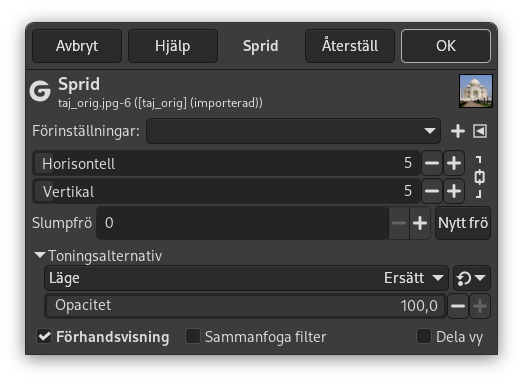 Avbryt Hjälp Sprid Återställ OK
Sprid
taj_orig.jpg-6 ([taj_orig] (importerad))
Förinställningar:
Horisontell 5
Vertikal 5
Slumpfrö 0 Nytt frö
Toningsalternativ
Läge Ersätt
Opacitet 100,0
Förhandsvisning Sammanfoga filter Dela vy